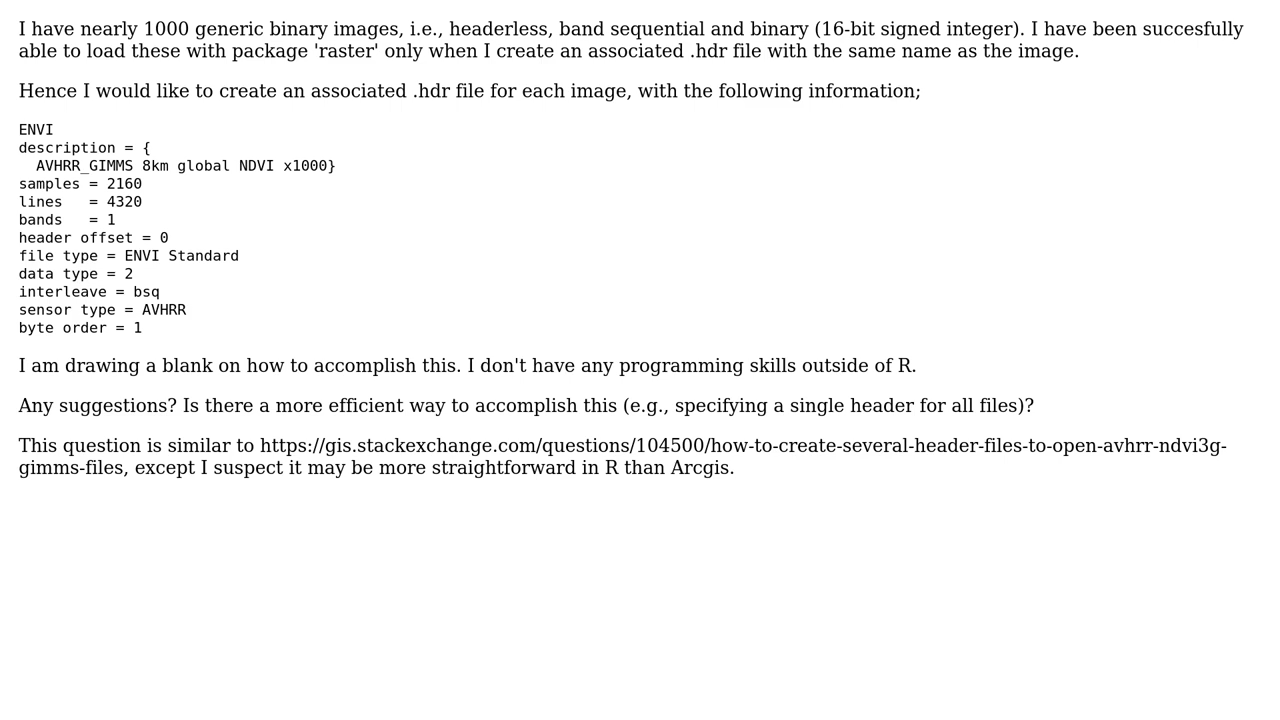 I have nearly 1000 generic binary images, i.e., headerless, band sequential and binary (16-bit signed integer). I have been succesfully
able to load these with package 'raster' only when I create an associated .hdr file with the same name as the image.
Hence I would like to create an associated .hdr file for each image, with the following information;
ENVI
description = {
  AVHRR_GIMMS 8km global NDVI x1000}
samples = 2160
lines   = 4320
bands   = 1
header offset = 0
file type = ENVI Standard
data type = 2
interleave = bsq
sensor type = AVHRR
byte order = 1
I am drawing a blank on how to accomplish this. I don't have any programming skills outside of R.
Any suggestions? Is there a more efficient way to accomplish this (e.g., specifying a single header for all files)?
This question is similar to https://gis.stackexchange.com/questions/104500/how-to-create-several-header-files-to-open-avhrr-ndvi3g-
gimms-files, except I suspect it may be more straightforward in R than Arcgis.